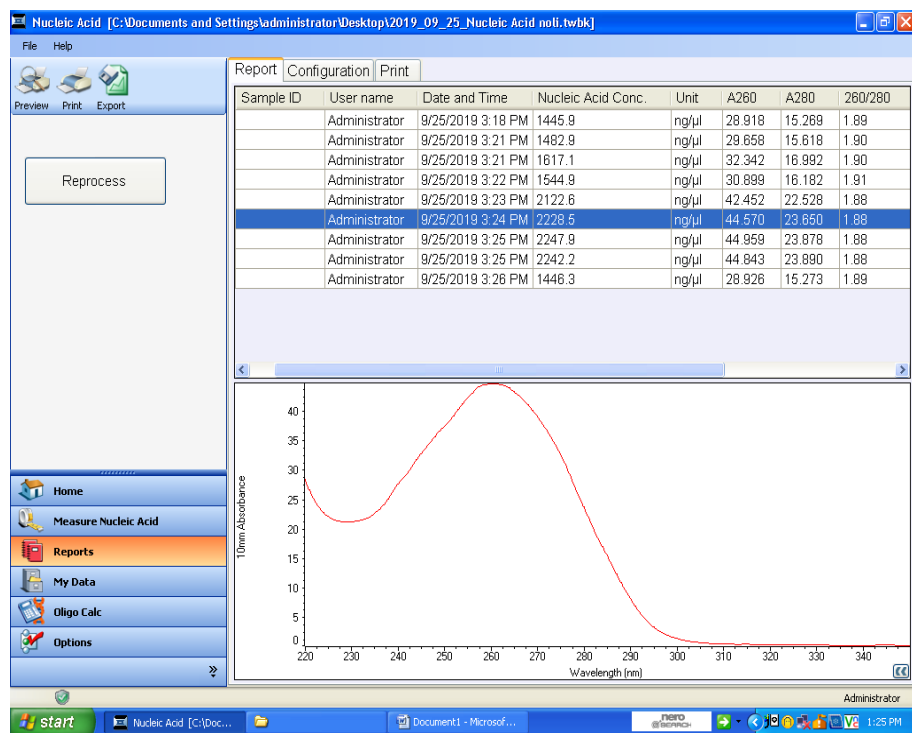 Nucleic Acid [C:\Documents and Settings\administrator\Desktop\2019_09_25_Nucleic Acid noli.twbk]
File Help
Preview Print Export
Reprocess
Report Configuration Print
Sample ID User name Date and Time Nucleic Acid Conc. Unit A260 A280 260/280
Administrator 9/25/2019 3:18 PM 1445.9 ng/µl 28.918 15.269 1.89
Administrator 9/25/2019 3:21 PM 1482.9 ng/µl 29.658 15.618 1.90
Administrator 9/25/2019 3:21 PM 1617.1 ng/µl 32.342 16.992 1.90
Administrator 9/25/2019 3:22 PM 1544.9 ng/µl 30.899 16.182 1.91
Administrator 9/25/2019 3:23 PM 2122.6 ng/µl 42.452 22.528 1.88
Administrator 9/25/2019 3:24 PM 2228.5 ng/µl 44.570 23.650 1.88
Administrator 9/25/2019 3:25 PM 2247.9 ng/µl 44.959 23.878 1.88
Administrator 9/25/2019 3:25 PM 2242.2 ng/µl 44.843 23.890 1.88
Administrator 9/25/2019 3:26 PM 1446.3 ng/µl 28.926 15.273 1.89
Home
Measure Nucleic Acid
Reports
My Data
Oligo Calc
Options
10mm Absorbance
40
35
30
25
20
15
10
5
0
220 230 240 250 260 270 280 290 300 310 320 330 340
Wavelength (nm)
Administrator
start Nucleic Acid [C:\Doc... Document1 - Microsof... nero SEARCH 1:25 PM